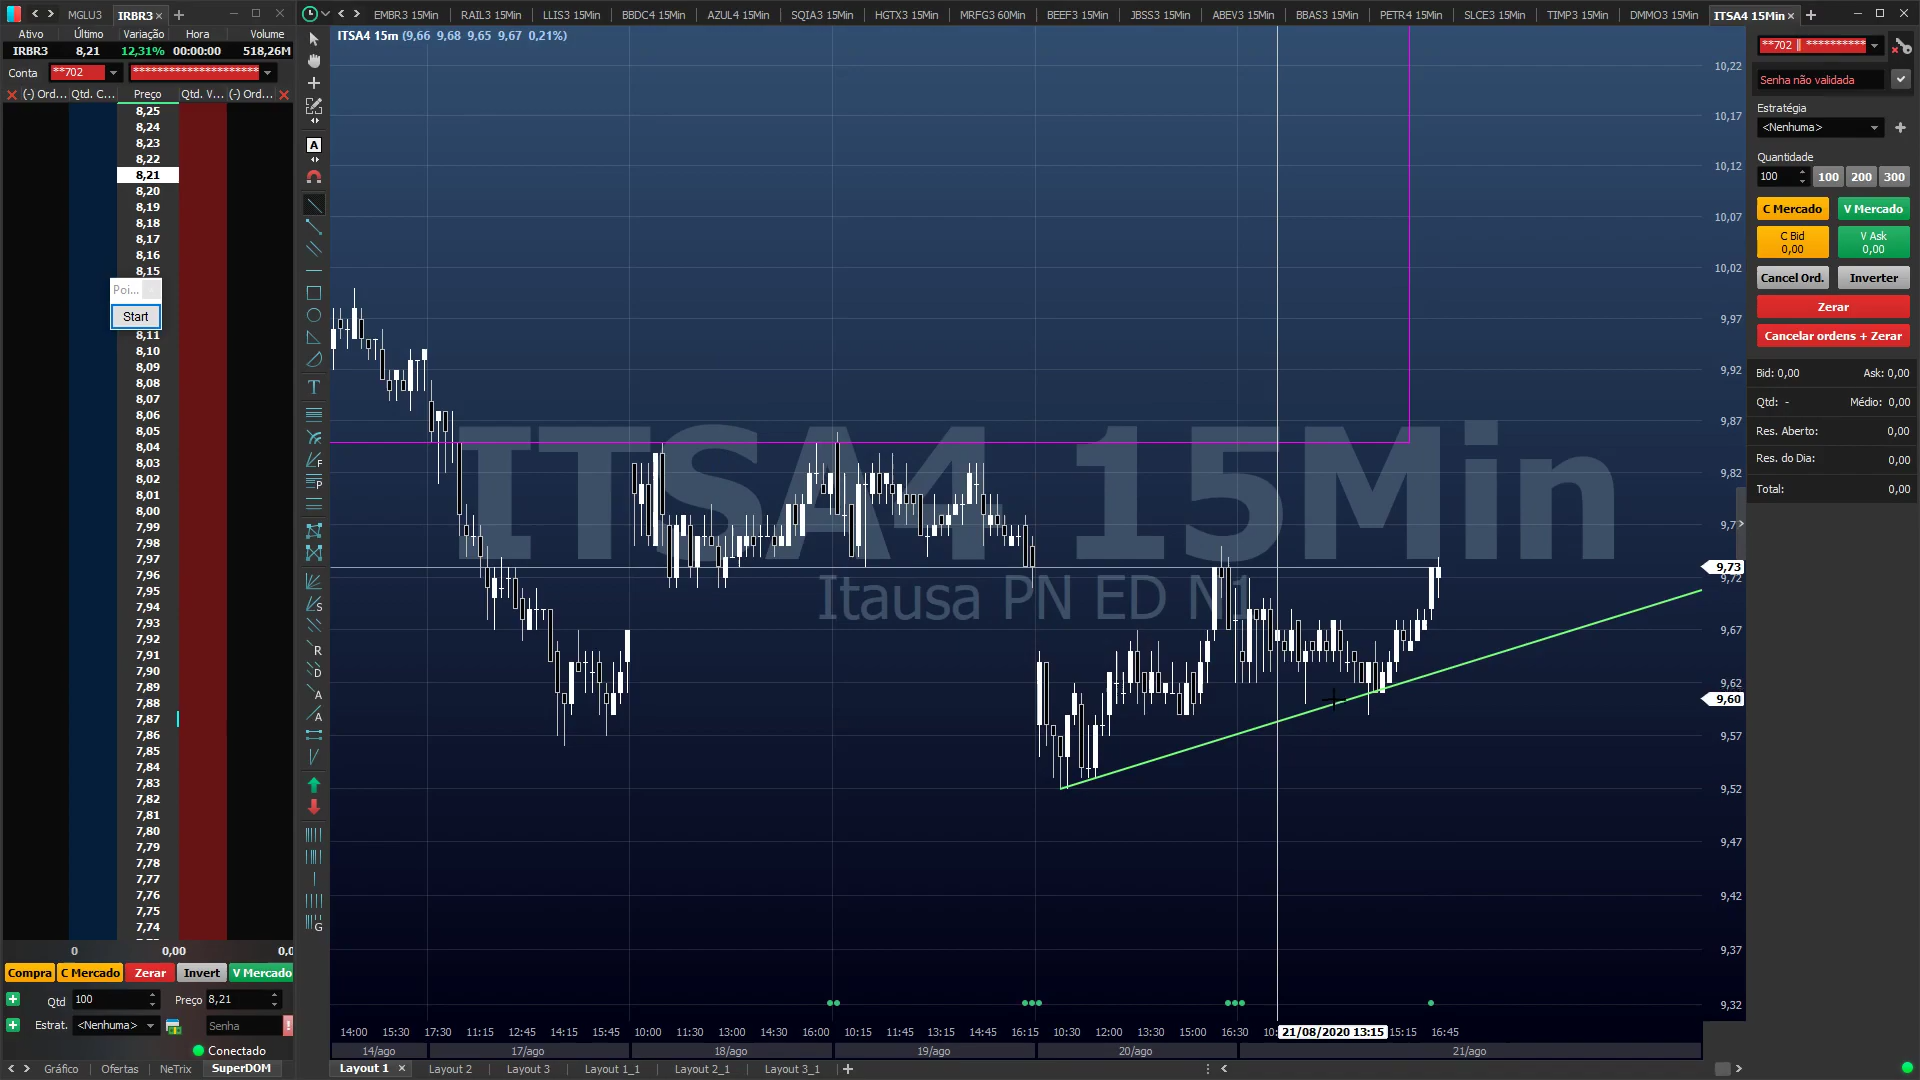 MGLU3 IRBR3
Ativo Último Variação Hora Volume
IRBR3 8,21 12,31% 00:00:00 518,26M
Conta **702 *********************
(-) Ord... Qtd. C... Preço Qtd. V... (-) Ord...
8,25
8,24
8,23
8,22
8,21
8,20
8,19
8,18
8,17
8,16
8,15
Poi...
Start
8,11
8,10
8,09
8,08
8,07
8,06
8,05
8,04
8,03
8,02
8,01
8,00
7,99
7,98
7,97
7,96
7,95
7,94
7,93
7,92
7,91
7,90
7,89
7,88
7,87
7,86
7,85
7,84
7,83
7,82
7,81
7,80
7,79
7,78
7,77
7,76
7,75
7,74
0 0,00 0,0
Compra C Mercado Zerar Invert V Mercado
Qtd 100 Preço 8,21
Estrat. <Nenhuma> Senha
Conectado
Gráfico Ofertas NeTrix SuperDOM
EMBR3 15Min RAIL3 15Min LLIS3 15Min BBDC4 15Min AZUL4 15Min SQIA3 15Min HGTX3 15Min MRFG3 60Min BEEF3 15Min JBSS3 15Min ABEV3 15Min BBAS3 15Min PETR4 15Min SLCE3 15Min TIMP3 15Min DMMO3 15Min ITSA4 15Min
ITSA4 15m (9,66 9,68 9,65 9,67 0,21%)
ITSA4 15Min
Itausa PN ED N1
10,22
10,17
10,12
10,07
10,02
9,97
9,92
9,87
9,82
9,7
9,73
9,72
9,67
9,62
9,60
9,57
9,52
9,47
9,42
9,37
9,32
14:00 15:30 17:30 11:15 12:45 14:15 15:45 10:00 11:30 13:00 14:30 16:00 10:15 11:45 13:15 14:45 16:15 10:30 12:00 13:30 15:00 16:30 10: 21/08/2020 13:15 15:15 16:45
14/ago 17/ago 18/ago 19/ago 20/ago 21/ago
Layout 1 Layout 2 Layout 3 Layout 1_1 Layout 2_1 Layout 3_1
**702 || **********
Senha não validada
Estratégia
<Nenhuma>
Quantidade
100 100 200 300
C Mercado V Mercado
C Bid V Ask
0,00 0,00
Cancel Ord. Inverter
Zerar
Cancelar ordens + Zerar
Bid: 0,00 Ask: 0,00
Qtd: - Médio: 0,00
Res. Aberto: 0,00
Res. do Dia: 0,00
Total: 0,00